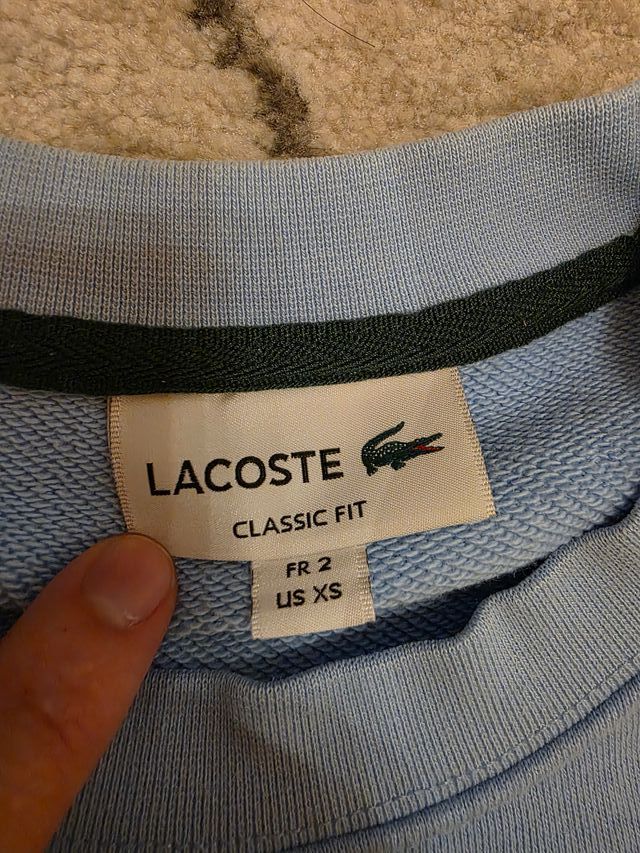 LACOSTE
CLASSIC FIT
FR 2
US XS